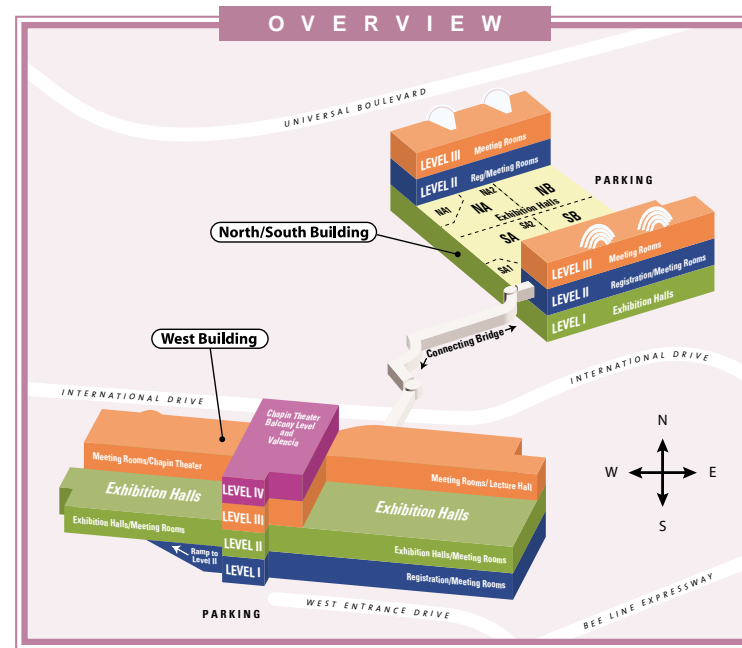 OVERVIEW
UNIVERSAL BOULEVARD
LEVEL III Meeting Rooms
LEVEL II Reg/Meeting Rooms
PARKING
NA1
NA2
NA
NB
Exhibition Halls
SA
SA2
SB
SA1
North/South Building
LEVEL III Meeting Rooms
LEVEL II Registration/Meeting Rooms
LEVEL I Exhibition Halls
Connecting Bridge
West Building
INTERNATIONAL DRIVE
INTERNATIONAL DRIVE
Chapin Theater
Balcony Level
and
Valencia
Meeting Rooms/Chapin Theater
Meeting Rooms/ Lecture Hall
LEVEL IV
Exhibition Halls
LEVEL III
Exhibition Halls
Exhibition Halls/Meeting Rooms
LEVEL II
Exhibition Halls/Meeting Rooms
Ramp to
Level II
LEVEL I
Registration/Meeting Rooms
PARKING
WEST ENTRANCE DRIVE
BEE LINE EXPRESSWAY
N
W E
S